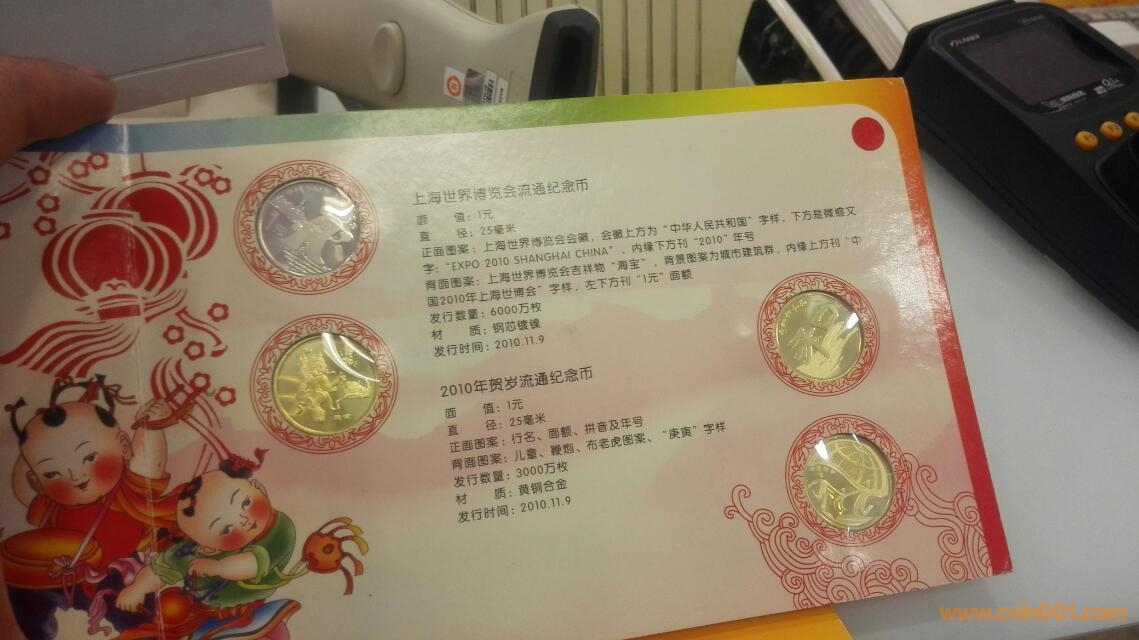 上海世界博览会流通纪念币
面 值：1元
直 径：25毫米
正面图案：上海世界博览会会徽，会徽上方为“中华人民共和国”字样，下方是微缩文
字：“EXPO 2010 SHANGHAI CHINA”，内缘下方刊“2010”年号
背面图案：上海世界博览会吉祥物“海宝”，背景图案为城市建筑群，内缘上方刊“中
国2010年上海世博会”字样，左下方刊“1元”面额
发行数量：6000万枚
材 质：钢芯镀镍
发行时间：2010.11.9
2010年贺岁流通纪念币
面 值：1元
直 径：25毫米
正面图案：行名、面额、拼音及年号
背面图案：儿童、鞭炮、布老虎图案、“庚寅”字样
发行数量：3000万枚
材 质：黄铜合金
发行时间：2010.11.9
www.coin001.com